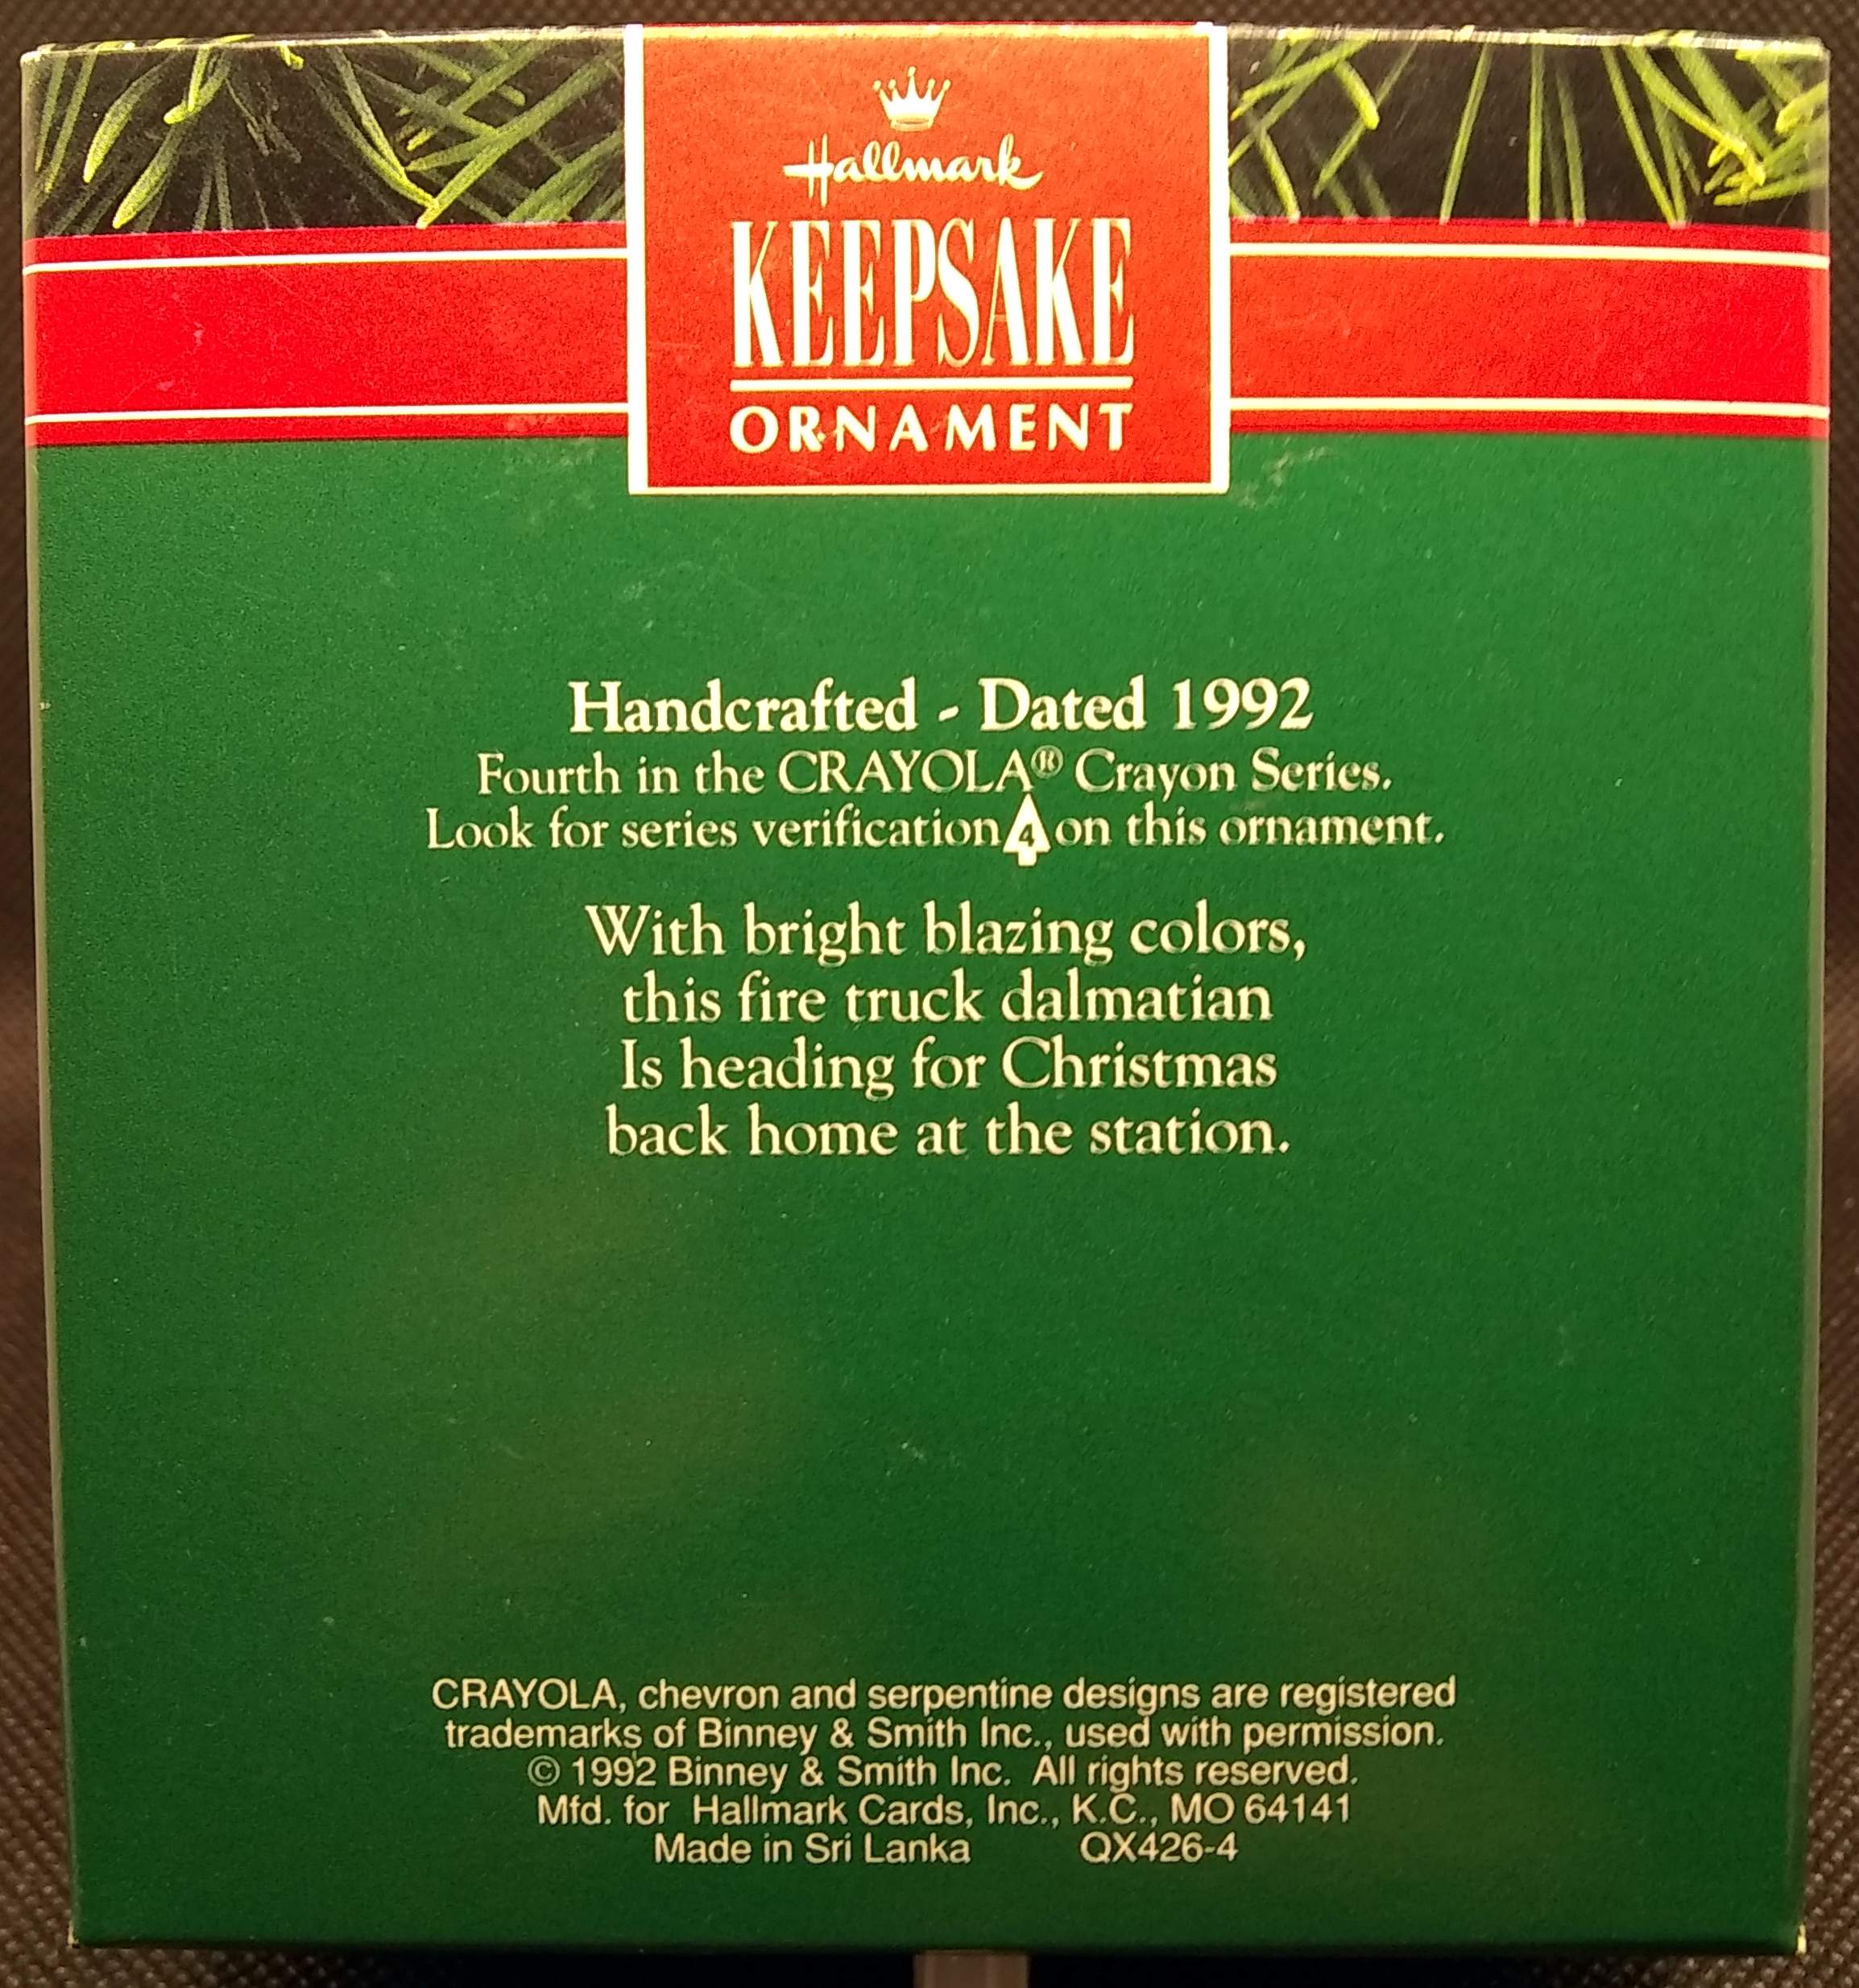 Hallmark
KEEPSAKE
ORNAMENT
Handcrafted - Dated 1992
Fourth in the CRAYOLA® Crayon Series.
Look for series verification 4 on this ornament.
With bright blazing colors,
this fire truck dalmatian
Is heading for Christmas
back home at the station.
CRAYOLA, chevron and serpentine designs are registered
trademarks of Binney & Smith Inc., used with permission.
© 1992 Binney & Smith Inc. All rights reserved.
Mfd. for Hallmark Cards, Inc., K.C., MO 64141
Made in Sri Lanka QX426-4